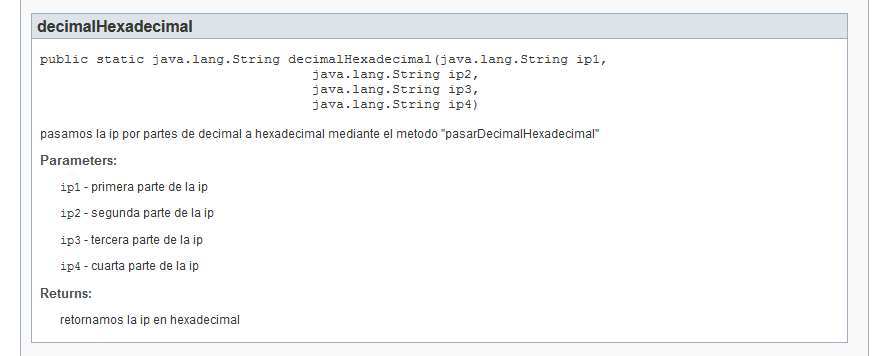 decimalHexadecimal
public static java.lang.String decimalHexadecimal(java.lang.String ip1,
java.lang.String ip2,
java.lang.String ip3,
java.lang.String ip4)
pasamos la ip por partes de decimal a hexadecimal mediante el metodo "pasarDecimalHexadecimal"
Parameters:
ip1 - primera parte de la ip
ip2 - segunda parte de la ip
ip3 - tercera parte de la ip
ip4 - cuarta parte de la ip
Returns:
retornamos la ip en hexadecimal